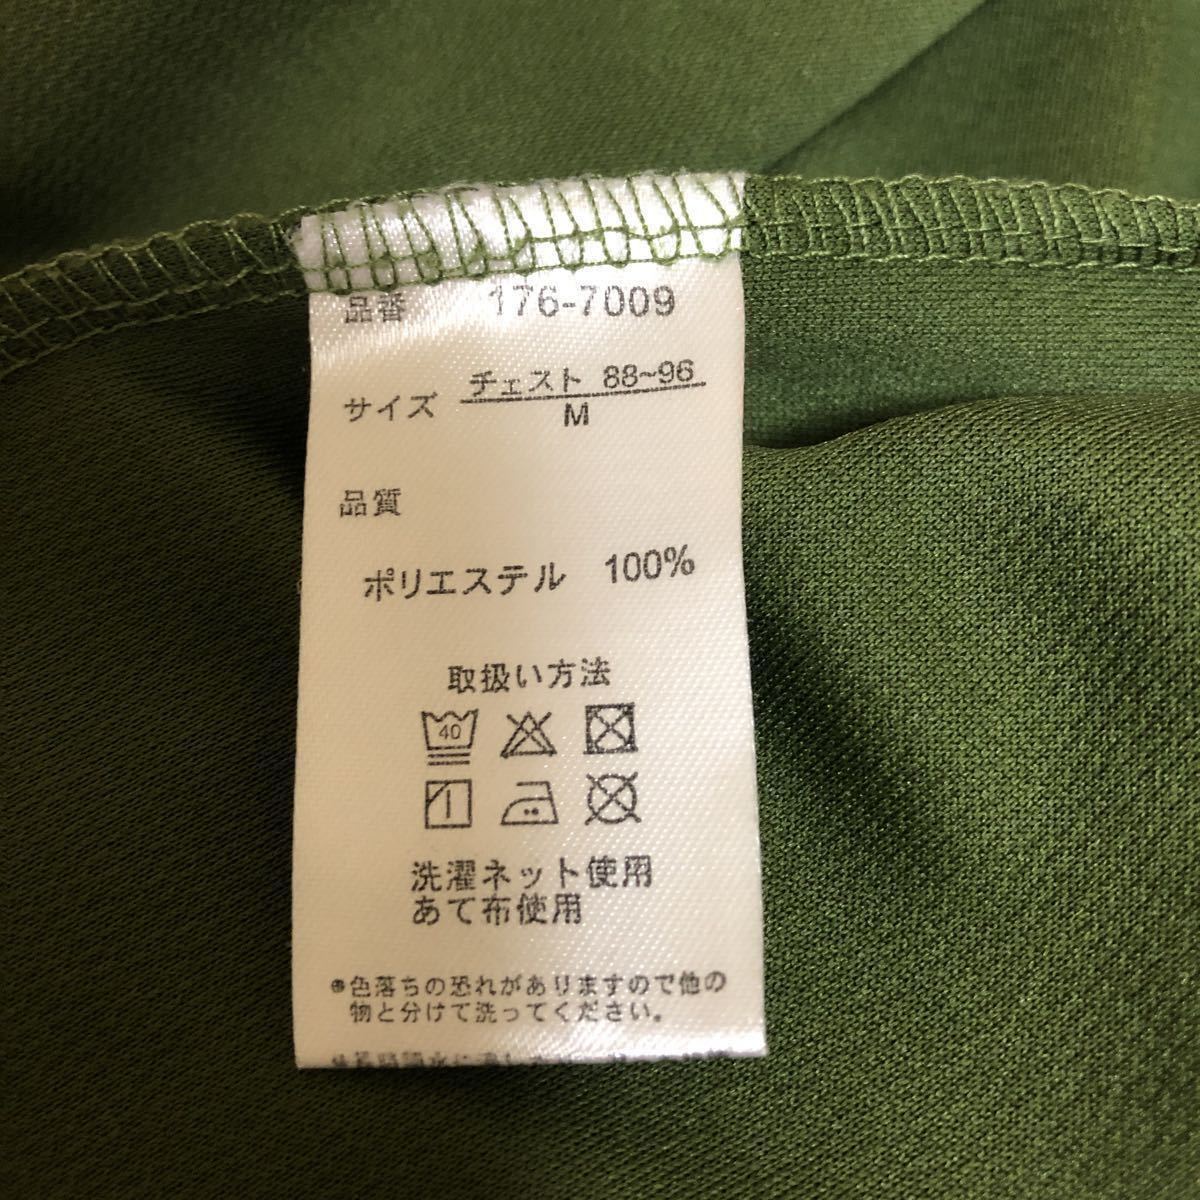 品番 176-7009
サイズ チェスト 88~96
M
品質
ポリエステル 100%
取扱い方法
40
洗濯ネット使用
あて布使用
※色落ちの恐れがありますので他の
物と分けて洗ってください。